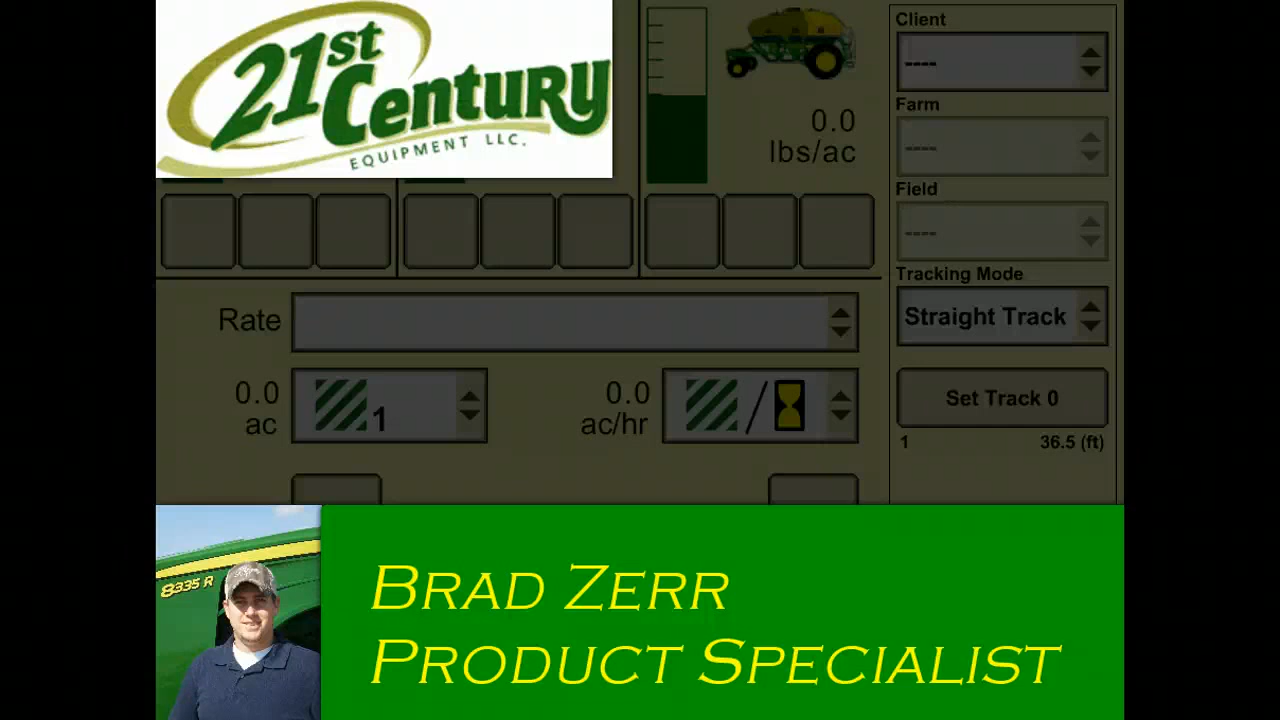 21st
Century
EQUIPMENT LLC.
0.0
lbs/ac
Client
----
Farm
----
Field
----
Tracking Mode
Straight Track
Rate
0.0
ac
1
0.0
ac/hr
/
Set Track 0
1 36.5 (ft)
8335 R
BRAD ZERR
PRODUCT SPECIALIST